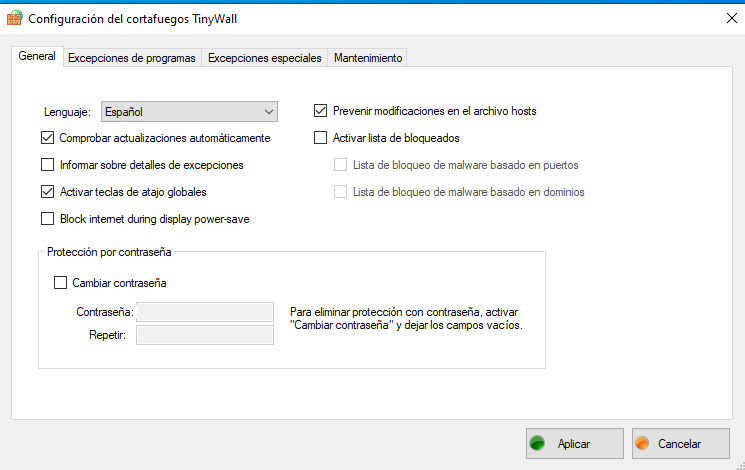 Configuración del cortafuegos TinyWall
General
Excepciones de programas
Excepciones especiales
Mantenimiento
Lenguaje:
Español
Prevenir modificaciones en el archivo hosts
Comprobar actualizaciones automáticamente
Activar lista de bloqueados
Informar sobre detalles de excepciones
Lista de bloqueo de malware basado en puertos
Activar teclas de atajo globales
Lista de bloqueo de malware basado en dominios
Block internet during display power-save
Protección por contraseña
Cambiar contraseña
Contraseña:
Repetir:
Para eliminar protección con contraseña, activar
"Cambiar contraseña" y dejar los campos vacíos.
Aplicar
Cancelar